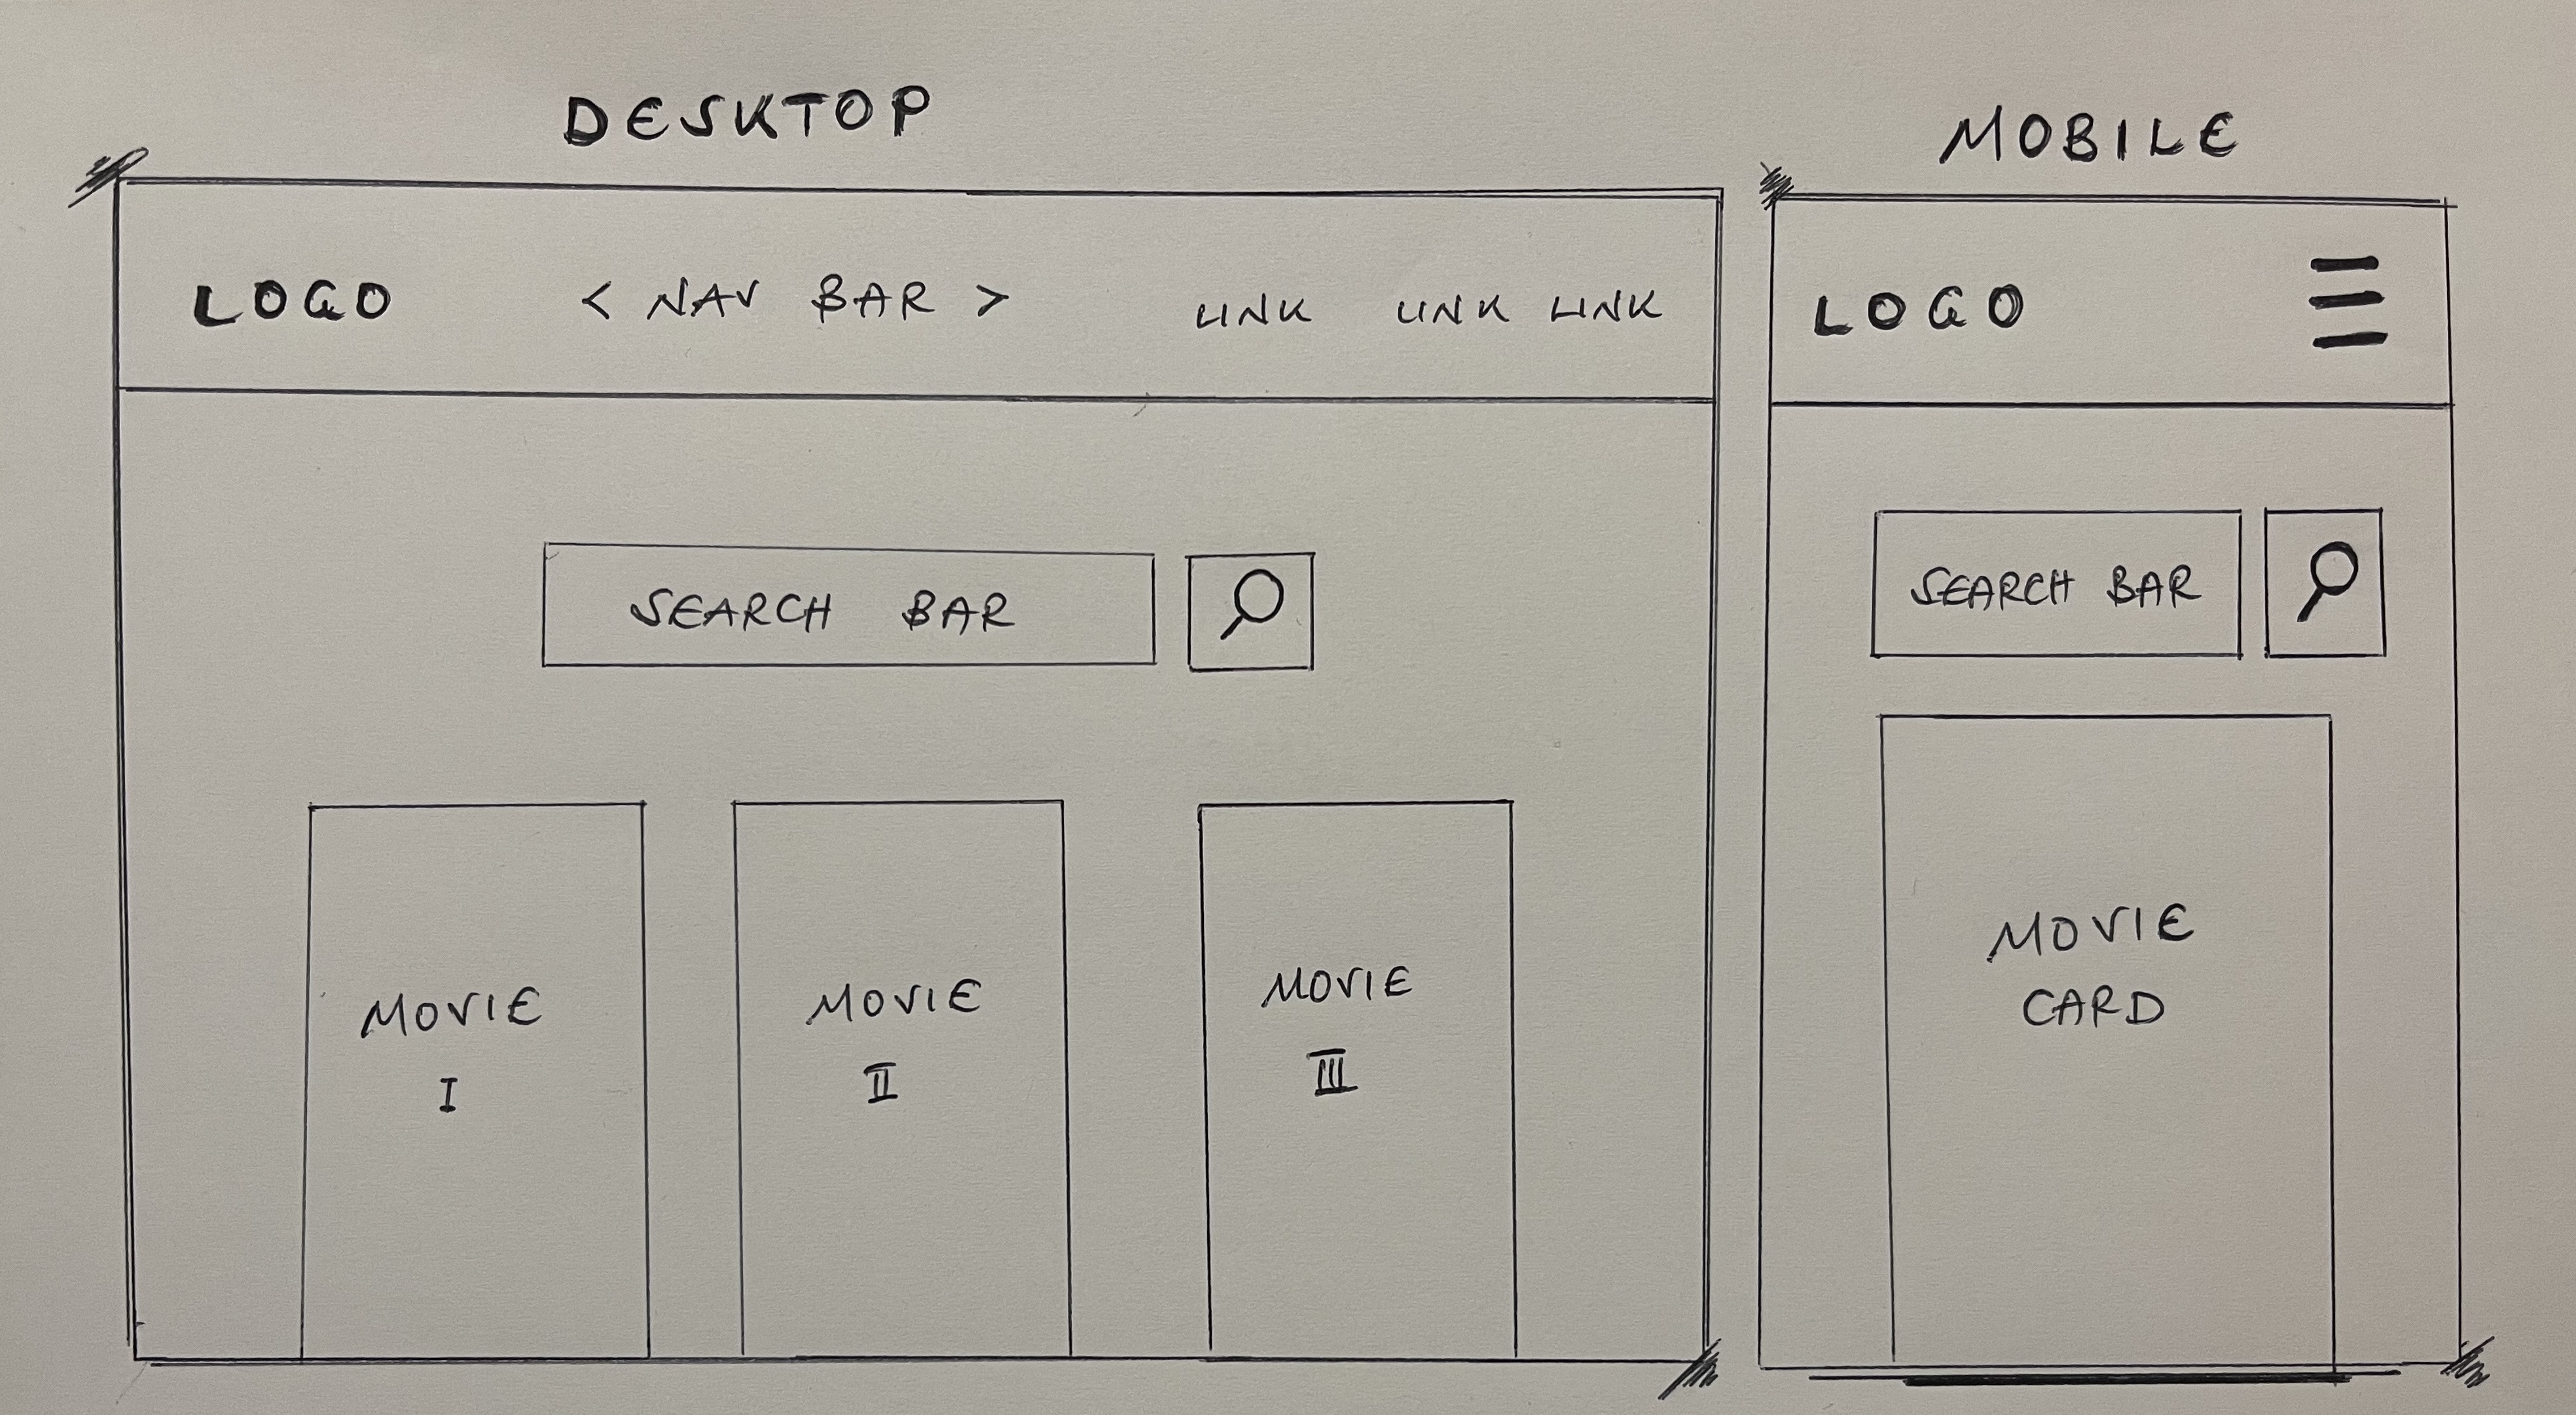 DESKTOP
LOGO < NAV BAR > LINK LINK LINK
SEARCH BAR
MOVIE
I
MOVIE
II
MOVIE
III
MOBILE
LOGO
SEARCH BAR
MOVIE
CARD